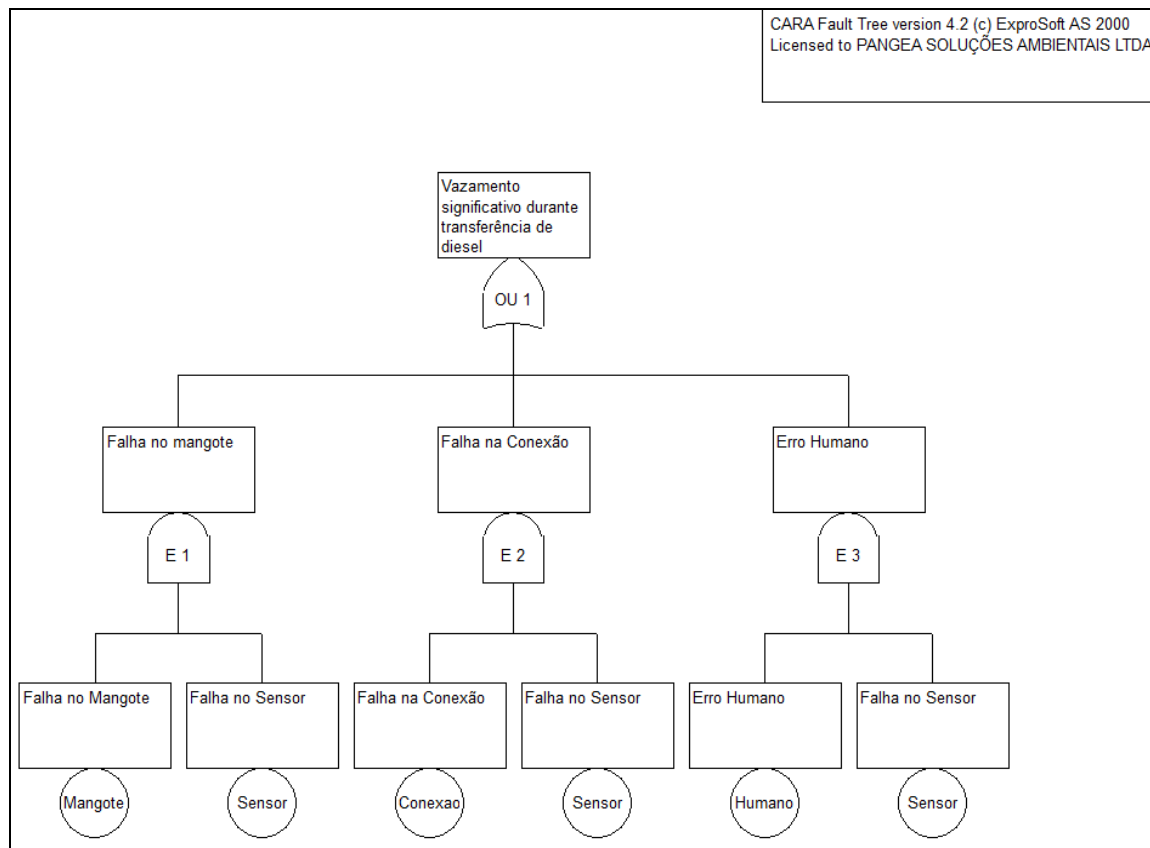 CARA Fault Tree version 4.2 (c) ExproSoft AS 2000
Licensed to PANGEA SOLUÇÕES AMBIENTAIS LTDA
Vazamento
significativo durante
transferência de
diesel
OU 1
Falha no mangote
Falha na Conexão
Erro Humano
E 1
E 2
E 3
Falha no Mangote
Falha no Sensor
Falha na Conexão
Falha no Sensor
Erro Humano
Falha no Sensor
Mangote
Sensor
Conexao
Sensor
Humano
Sensor